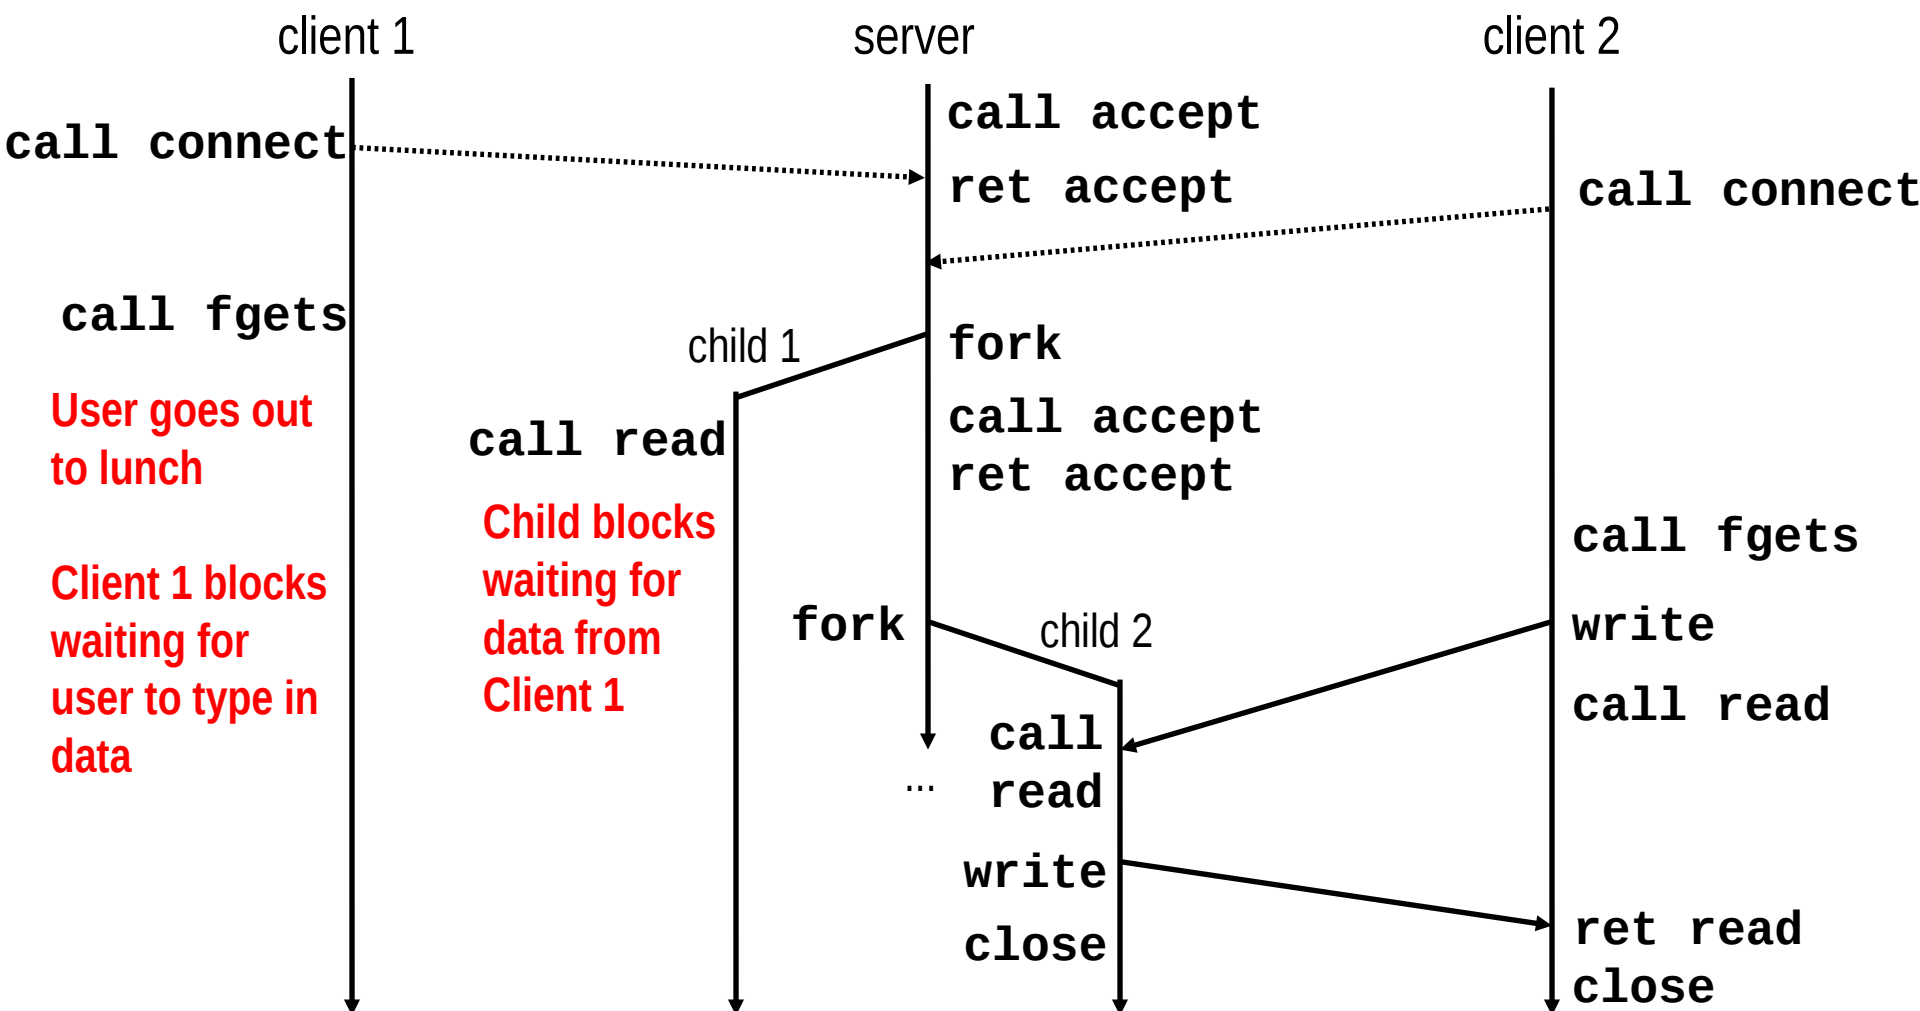 client 1
server
client 2
call connect
call accept
ret accept
call connect
call fgets
child 1
fork
User goes out
to lunch
call read
call accept
ret accept
Child blocks
waiting for
data from
Client 1
Client 1 blocks
waiting for
user to type in
data
call fgets
fork
child 2
write
call read
call
read
...
write
close
ret read
close